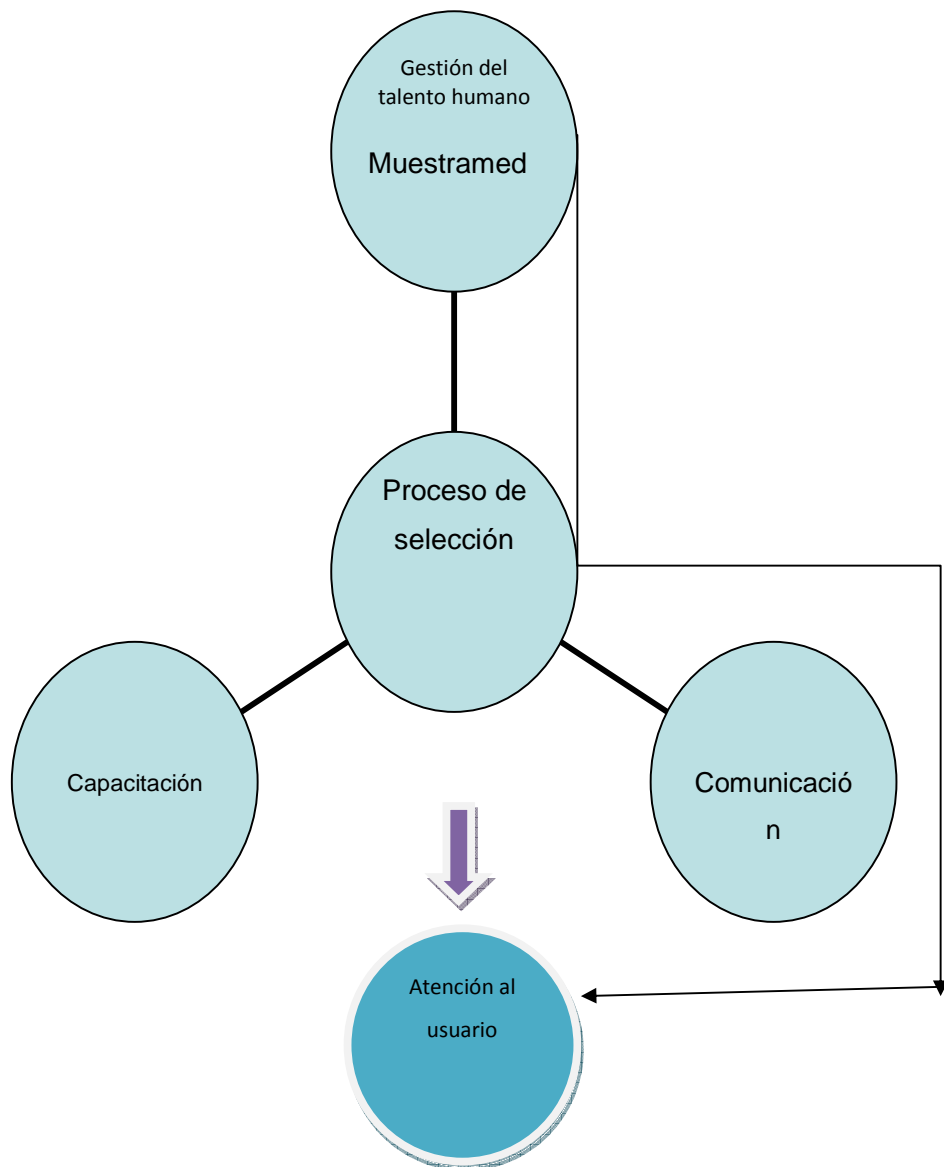 Gestión del
talento humano
Muestramed
Proceso de
selección
Capacitación
Comunicació
n
Atención al
usuario